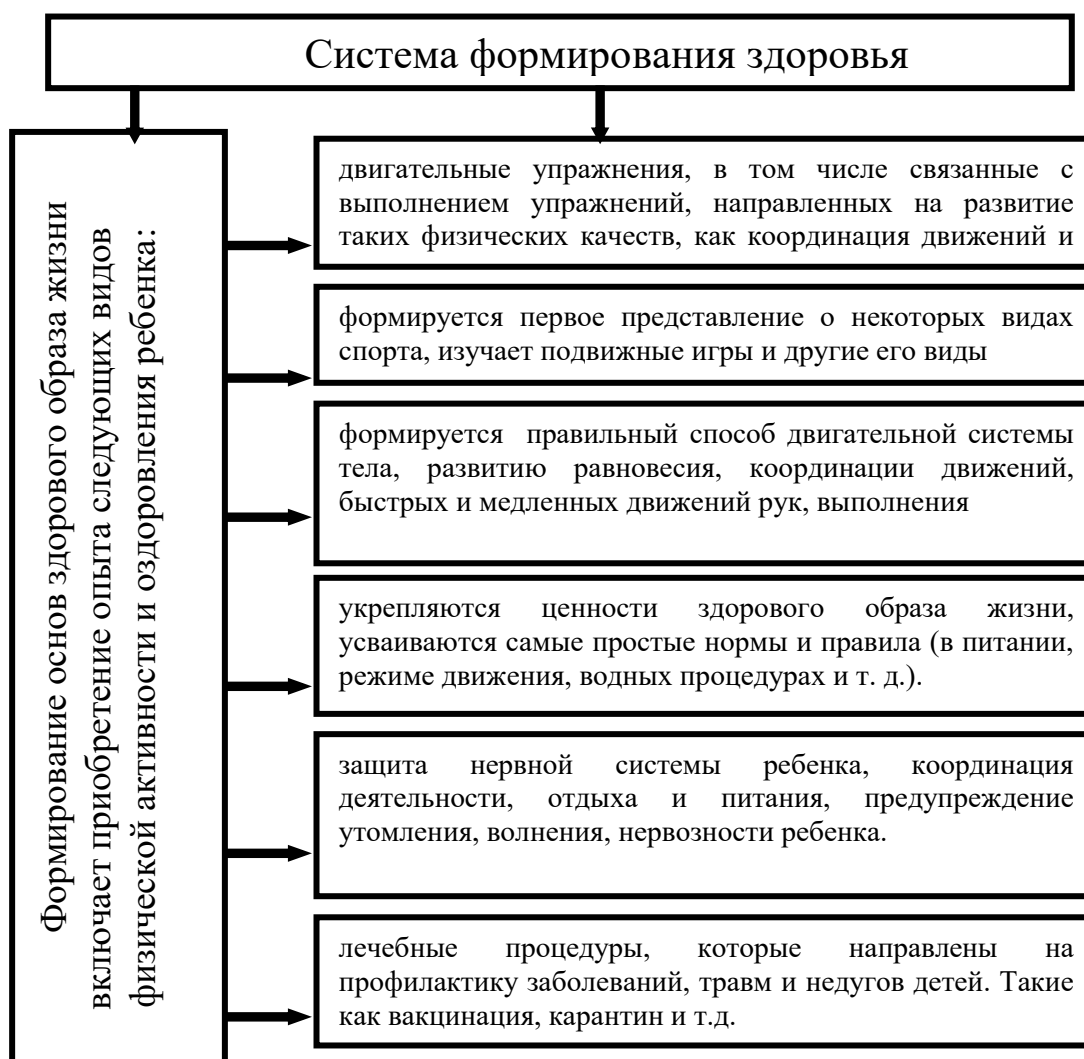 Система формирования здоровья
Формирование основ здорового образа жизни
включает приобретение опыта следующих видов
физической активности и оздоровления ребенка:
двигательные упражнения, в том числе связанные с
выполнением упражнений, направленных на развитие
таких физических качеств, как координация движений и
формируется первое представление о некоторых видах
спорта, изучает подвижные игры и другие его виды
формируется правильный способ двигательной системы
тела, развитию равновесия, координации движений,
быстрых и медленных движений рук, выполнения
укрепляются ценности здорового образа жизни,
усваиваются самые простые нормы и правила (в питании,
режиме движения, водных процедурах и т. д.).
защита нервной системы ребенка, координация
деятельности, отдыха и питания, предупреждение
утомления, волнения, нервозности ребенка.
лечебные процедуры, которые направлены на
профилактику заболеваний, травм и недугов детей. Такие
как вакцинация, карантин и т.д.